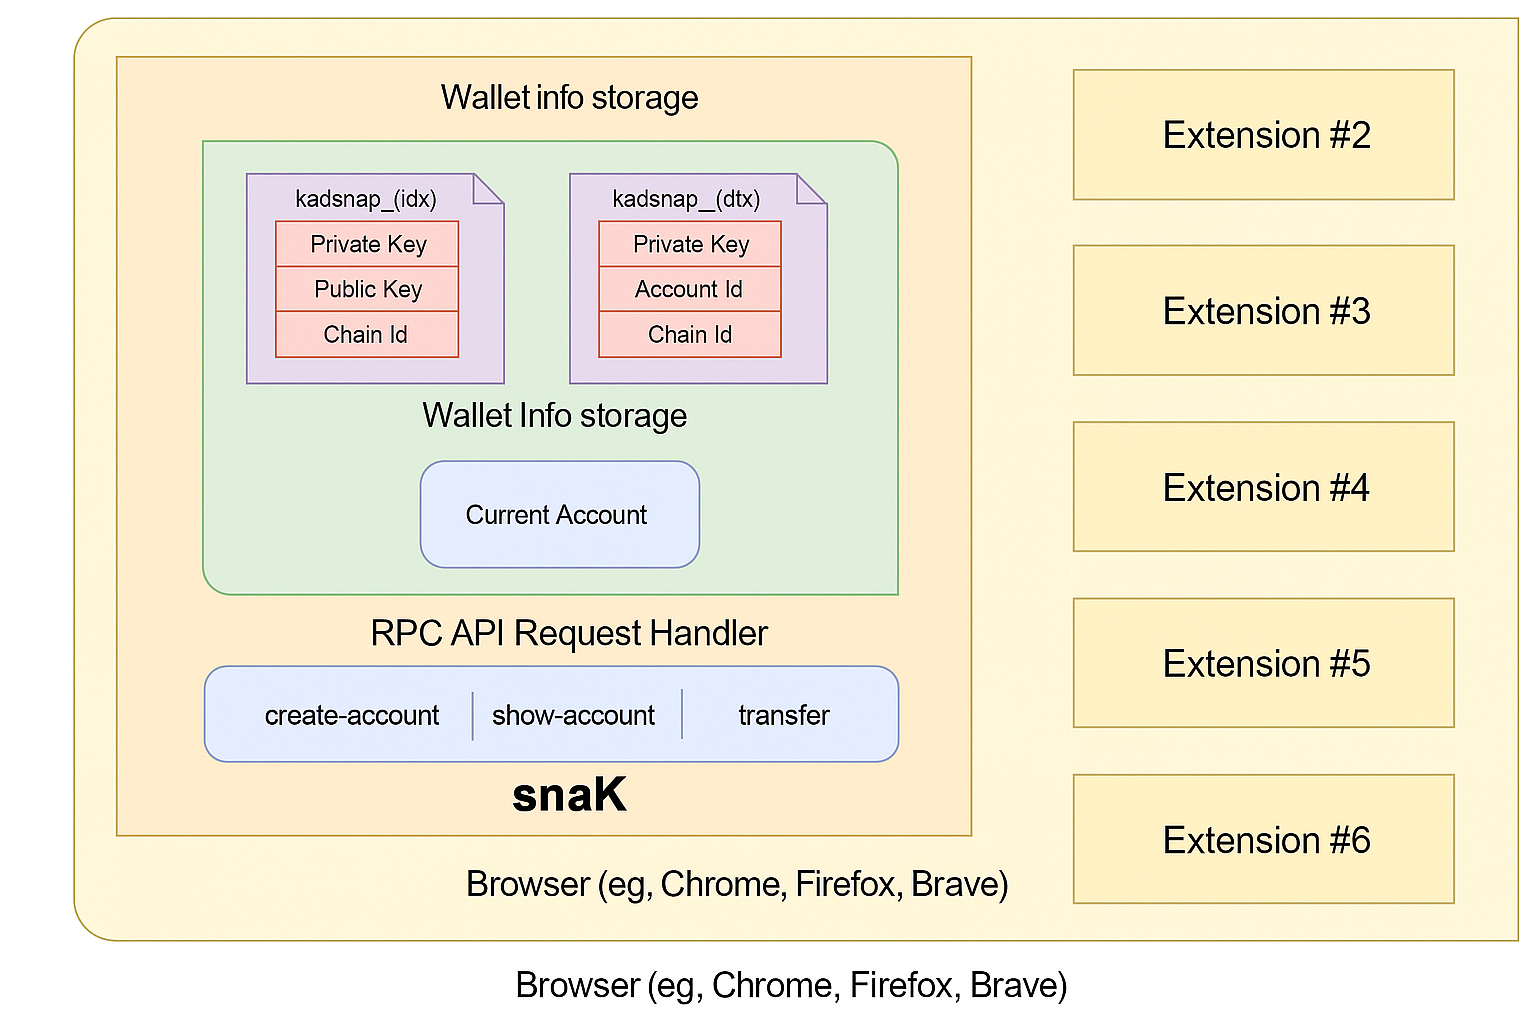 Wallet info storage
kadsnap_(idx)
Private Key
Public Key
Chain Id
kadsnap_(dtx)
Private Key
Account Id
Chain Id
Wallet Info storage
Current Account
RPC API Request Handler
create-account
show-account
transfer
snaK
Browser (eg, Chrome, Firefox, Brave)
Extension #2
Extension #3
Extension #4
Extension #5
Extension #6
Browser (eg, Chrome, Firefox, Brave)